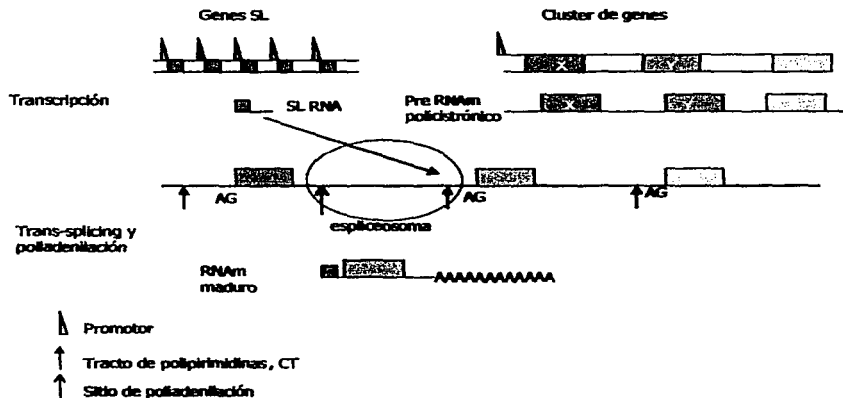 Genes SL
Cluster de genes
Transcripción
SL RNA
Pre RNAm
policistrónico
AG
AG
AG
espliceosoma
Trans-splicing y
poliadenilación
RNAm
maduro
AAAAAAAAAAAA
Promotor
Tracto de polipirimidinas, CT
Sitio de poliadenilación